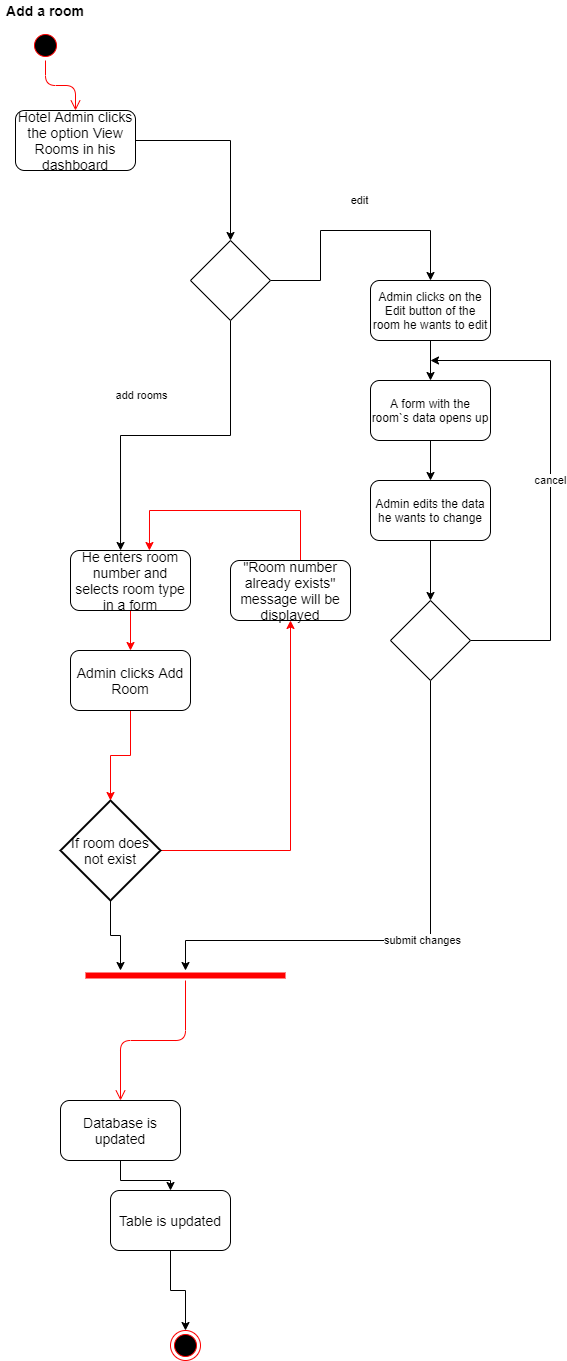 Add a room
Hotel Admin clicks
the option View
Rooms in his
dashboard
edit
Admin clicks on the
Edit button of the
room he wants to edit
add rooms
A form with the
room`s data opens up
cancel
Admin edits the data
he wants to change
He enters room
number and
selects room type
in a form
"Room number
already exists"
message will be
displayed
Admin clicks Add
Room
If room does
not exist
submit changes
Database is
updated
Table is updated